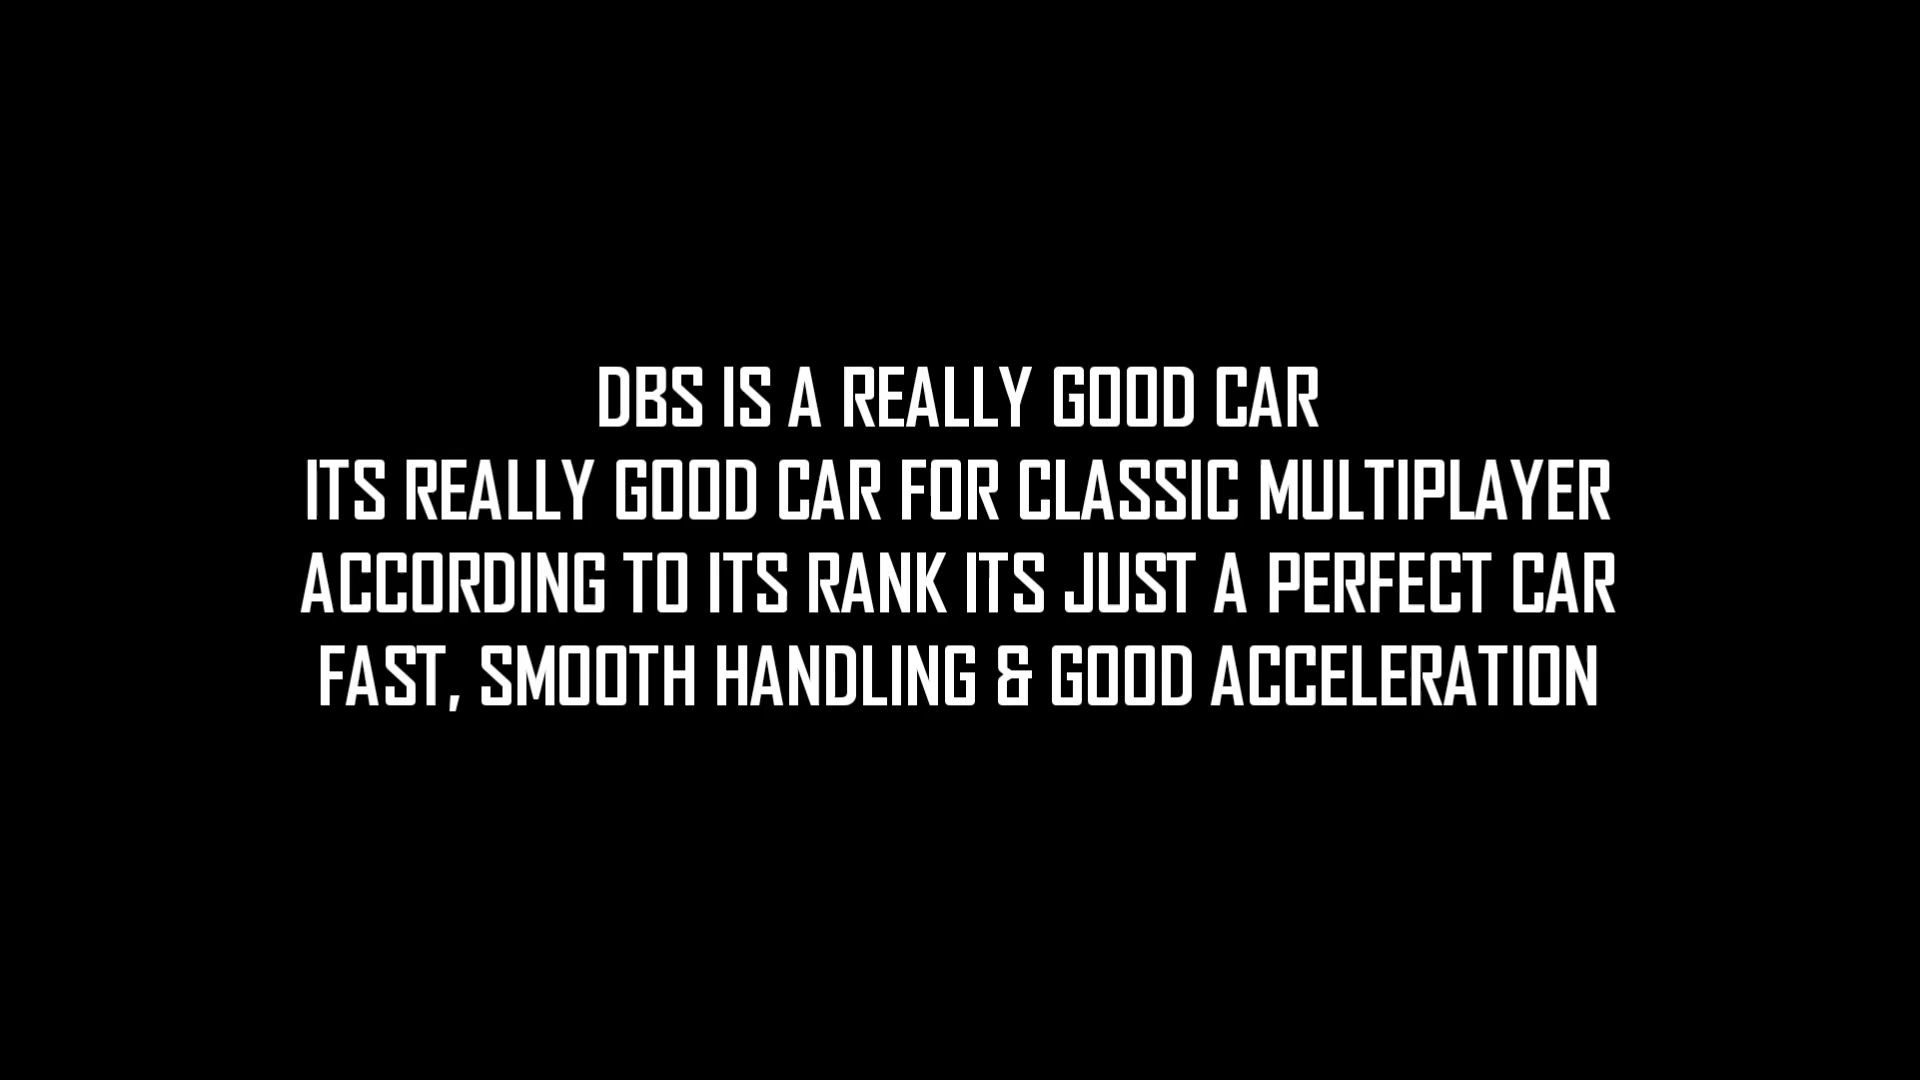 DBS IS A REALLY GOOD CAR
ITS REALLY GOOD CAR FOR CLASSIC MULTIPLAYER
ACCORDING TO ITS RANK ITS JUST A PERFECT CAR
FAST, SMOOTH HANDLING & GOOD ACCELERATION